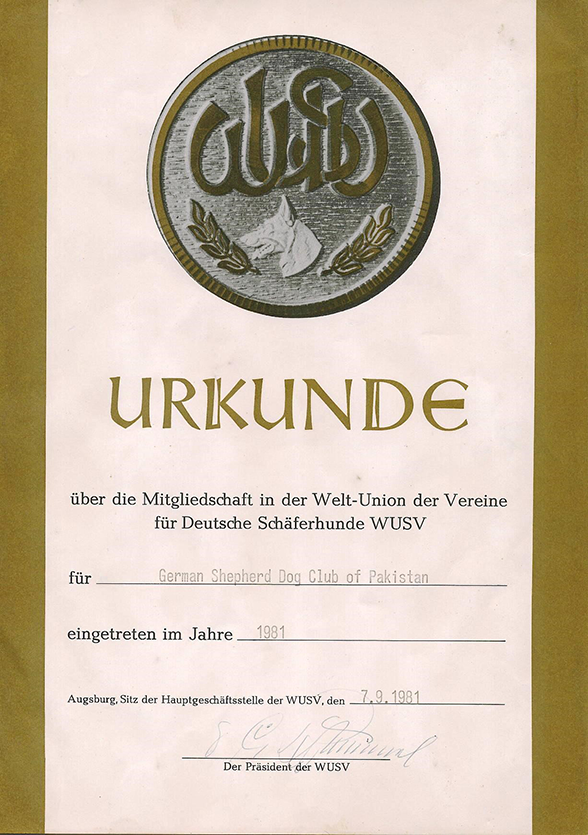 WUSV
URKUNDE
über die Mitgliedschaft in der Welt-Union der Vereine
für Deutsche Schäferhunde WUSV
für German Shepherd Dog Club of Pakistan
eingetreten im Jahre 1981
Augsburg, Sitz der Hauptgeschäftsstelle der WUSV, den 7.9.1981
Der Präsident der WUSV